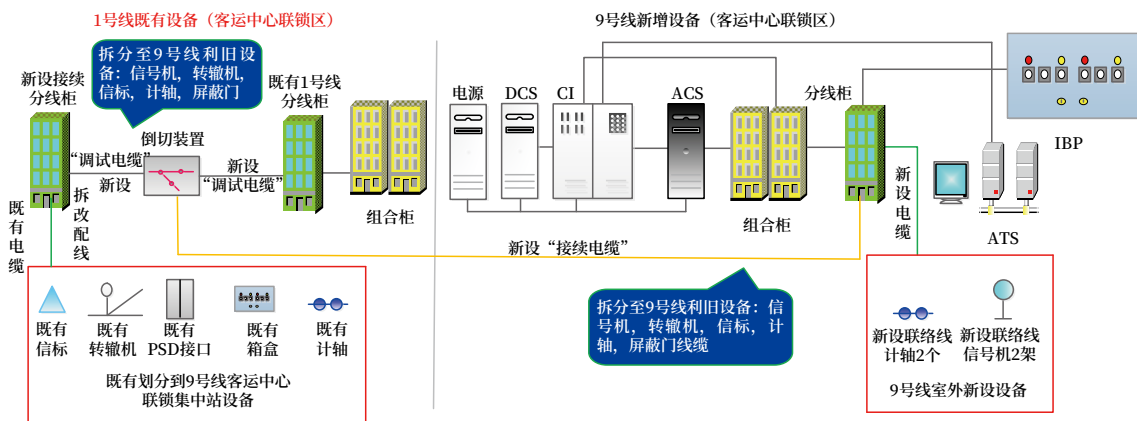 1号线既有设备（客运中心联锁区）
拆分至9号线利旧设
备：信号机，转辙机，
信标，计轴，屏蔽门
新设接续
分线柜
既有1号线
分线柜
倒切装置
“调试电缆”
新设
新设
“调试电缆”
既有电缆
拆改配线
组合柜
既有
信标
既有
转辙机
既有
PSD接口
既有
箱盒
既有
计轴
既有划分到9号线客运中心
联锁集中站设备
9号线新增设备（客运中心联锁区）
电源
DCS
CI
ACS
分线柜
IBP
组合柜
新设电缆
ATS
新设“接续电缆”
拆分至9号线利旧设备：信
号机，转辙机，信标，计
轴，屏蔽门线缆
新设联络线
计轴2个
新设联络线
信号机2架
9号线室外新设设备